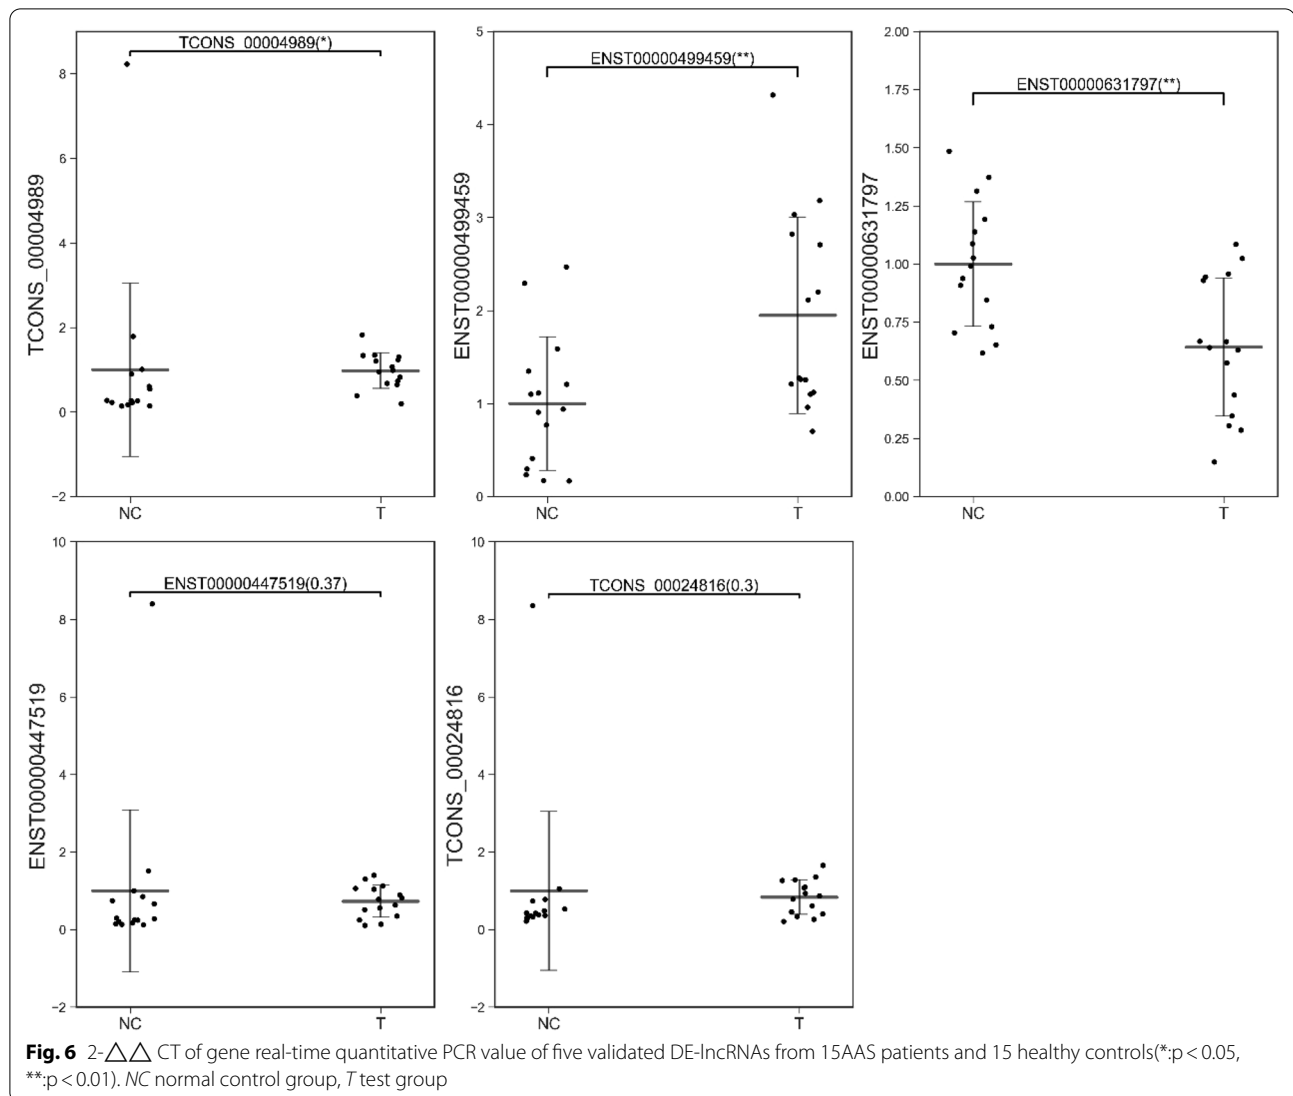 TCONS_00004989(*)
TCONS_00004989
8
6
4
2
0
−2
NC
T
ENST00000499459(**)
ENST00000499459
5
4
3
2
1
0
NC
T
ENST00000631797(**)
ENST00000631797
2.00
1.75
1.50
1.25
1.00
0.75
0.50
0.25
0.00
NC
T
ENST00000447519(0.37)
ENST00000447519
10
8
6
4
2
0
−2
NC
T
TCONS_00024816(0.3)
TCONS_00024816
10
8
6
4
2
0
−2
NC
T
Fig. 6 2-△△ CT of gene real-time quantitative PCR value of five validated DE-lncRNAs from 15AAS patients and 15 healthy controls(*:p < 0.05,
**:p < 0.01). NC normal control group, T test group